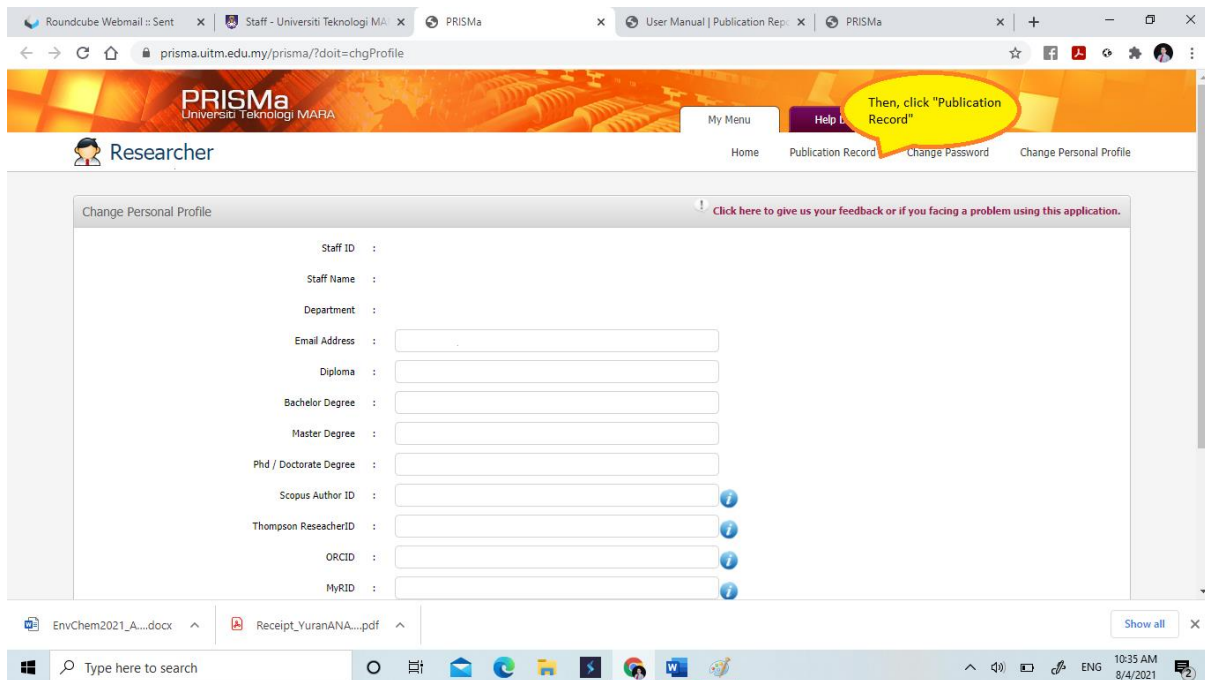 Roundcube Webmail :: Sent
Staff - Universiti Teknologi MA
PRISMa
User Manual | Publication Rep
PRISMa
prisma.uitm.edu.my/prisma/?doit=chgProfile
PRISMa
Universiti Teknologi MARA
My Menu
Help
Then, click "Publication
Record"
Researcher
Home
Publication Record
Change Password
Change Personal Profile
Change Personal Profile
! Click here to give us your feedback or if you facing a problem using this application.
Staff ID :
Staff Name :
Department :
Email Address :
Diploma :
Bachelor Degree :
Master Degree :
Phd / Doctorate Degree :
Scopus Author ID :
Thompson ReseacherID :
ORCID :
MyRID :
EnvChem2021_A....docx
Receipt_YuranANA....pdf
Show all
Type here to search
ENG
10:35 AM
8/4/2021
2